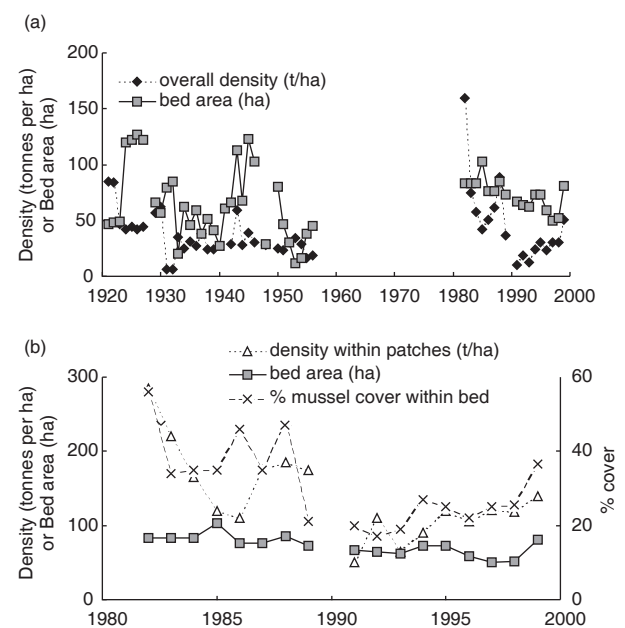 (a)
200
150
100
50
0
Density (tonnes per ha)
or Bed area (ha)
overall density (t/ha)
bed area (ha)
1920 1930 1940 1950 1960 1970 1980 1990 2000
(b)
density within patches (t/ha)
bed area (ha)
% mussel cover within bed
300
200
100
0
Density (tonnes per ha)
or Bed area (ha)
60
40
20
0
% cover
1980 1985 1990 1995 2000